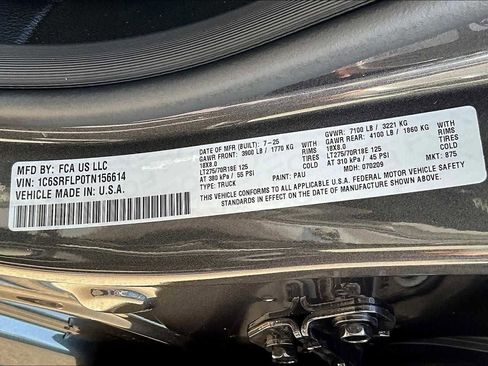 MFD BY: FCA US LLC
VIN: 1C6SRFLP0TN156614
VEHICLE MADE IN: U.S.A.
DATE OF MFR (BUILT): 7-25
GAWR FRONT: 3900 LB / 1770 KG
18X8.0 RIMS
LT275/70R18E 125 TIRES
AT 380 kPa / 55 PSI COLD
TYPE: TRUCK PAINT: PAU
GVWR: 7100 LB / 3221 KG
GAWR REAR: 4100 LB / 1860 KG
18X8.0 RIMS
LT275/70R18E 125 TIRES
AT 310 kPa / 45 PSI COLD
MDH: 070209 MKT: 875
THIS VEHICLE CONFORMS TO ALL APPLICABLE U.S.A. FEDERAL MOTOR VEHICLE SAFETY
STANDARDS IN EFFECT ON THE DATE OF MANUFACTURE SHOWN ABOVE.